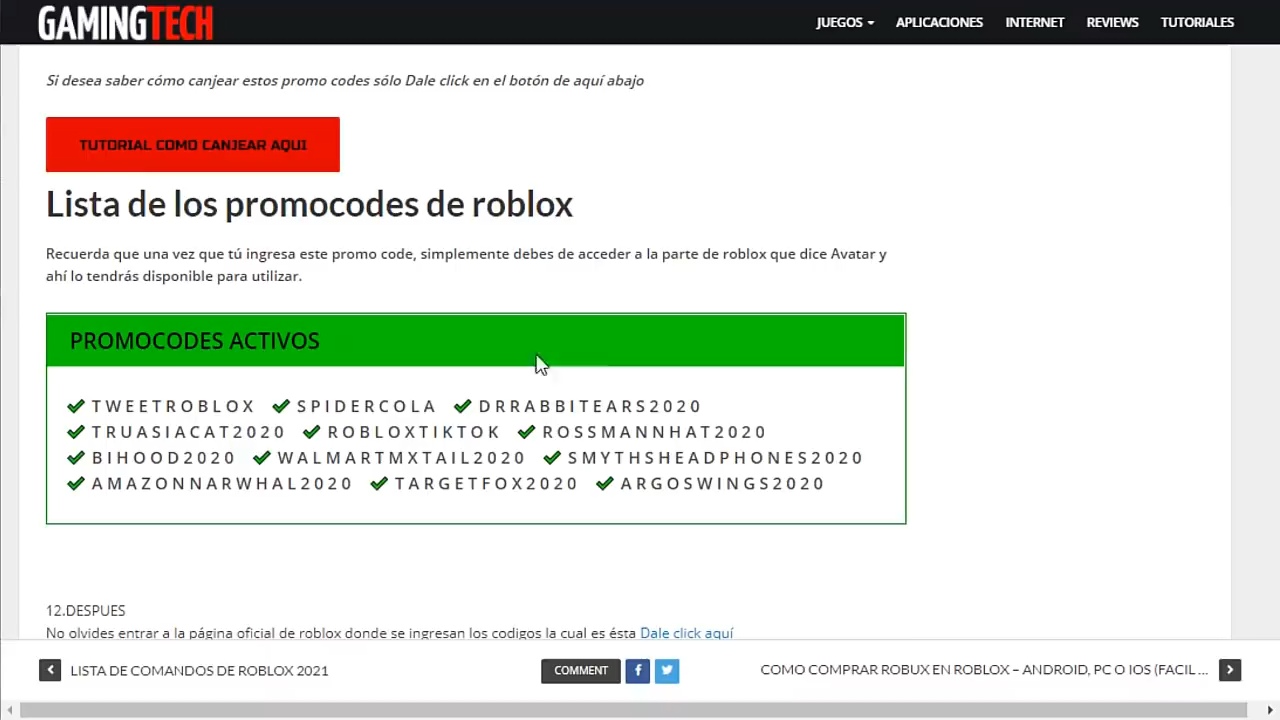 GAMINGTECH JUEGOS APLICACIONES INTERNET REVIEWS TUTORIALES
Si desea saber cómo canjear estos promo codes sólo Dale click en el botón de aquí abajo
TUTORIAL COMO CANJEAR AQUI
Lista de los promocodes de roblox
Recuerda que una vez que tú ingresa este promo code, simplemente debes de acceder a la parte de roblox que dice Avatar y
ahí lo tendrás disponible para utilizar.
PROMOCODES ACTIVOS
TWEETROBLOX SPIDERCOLA DRRABBITEARS2020
TRUASIACAT2020 ROBLOXTIKTOK ROSSMANNHAT2020
BIHOOD2020 WALMARTMXTAIL2020 SMYTHSHEADPHONES2020
AMAZONNARWHAL2020 TARGETFOX2020 ARGOSWINGS2020
12.DESPUES
No olvides entrar a la página oficial de roblox donde se ingresan los codigos la cual es ésta Dale click aquí
LISTA DE COMANDOS DE ROBLOX 2021 COMMENT COMO COMPRAR ROBUX EN ROBLOX – ANDROID, PC O IOS (FACIL ...